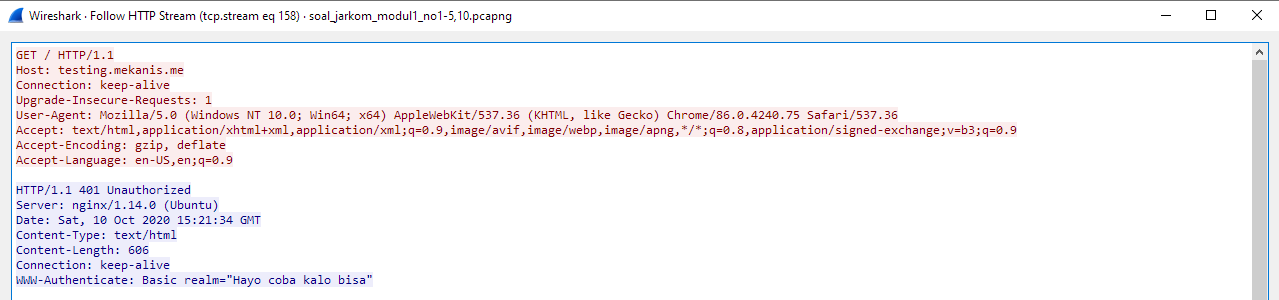 Wireshark · Follow HTTP Stream (tcp.stream eq 158) · soal_jarkom_modul1_no1-5,10.pcapng
GET / HTTP/1.1
Host: testing.mekanis.me
Connection: keep-alive
Upgrade-Insecure-Requests: 1
User-Agent: Mozilla/5.0 (Windows NT 10.0; Win64; x64) AppleWebKit/537.36 (KHTML, like Gecko) Chrome/86.0.4240.75 Safari/537.36
Accept: text/html,application/xhtml+xml,application/xml;q=0.9,image/avif,image/webp,image/apng,*/*;q=0.8,application/signed-exchange;v=b3;q=0.9
Accept-Encoding: gzip, deflate
Accept-Language: en-US,en;q=0.9
HTTP/1.1 401 Unauthorized
Server: nginx/1.14.0 (Ubuntu)
Date: Sat, 10 Oct 2020 15:21:34 GMT
Content-Type: text/html
Content-Length: 606
Connection: keep-alive
WWW-Authenticate: Basic realm="Hayo coba kalo bisa"